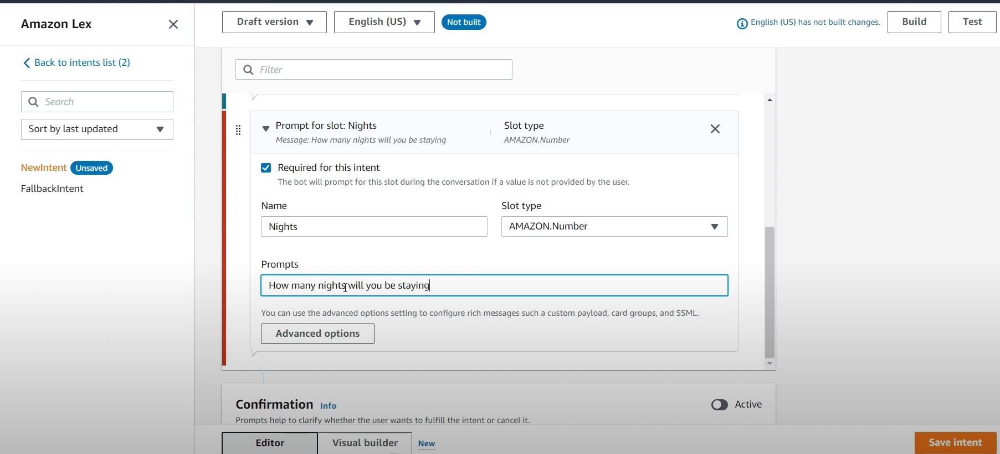 Amazon Lex
Draft version
English (US)
Not built
English (US) has not built changes.
Build
Test
Back to intents list (2)
Search
Sort by last updated
NewIntent Unsaved
FallbackIntent
Filter
Prompt for slot: Nights
Message: How many nights will you be staying
Slot type
AMAZON.Number
Required for this intent
The bot will prompt for this slot during the conversation if a value is not provided by the user.
Name
Nights
Slot type
AMAZON.Number
Prompts
How many nights will you be staying
You can use the advanced options setting to configure rich messages such a custom payload, card groups, and SSML.
Advanced options
Confirmation Info
Active
Prompts help to clarify whether the user wants to fulfill the intent or cancel it.
Editor
Visual builder
New
Save intent